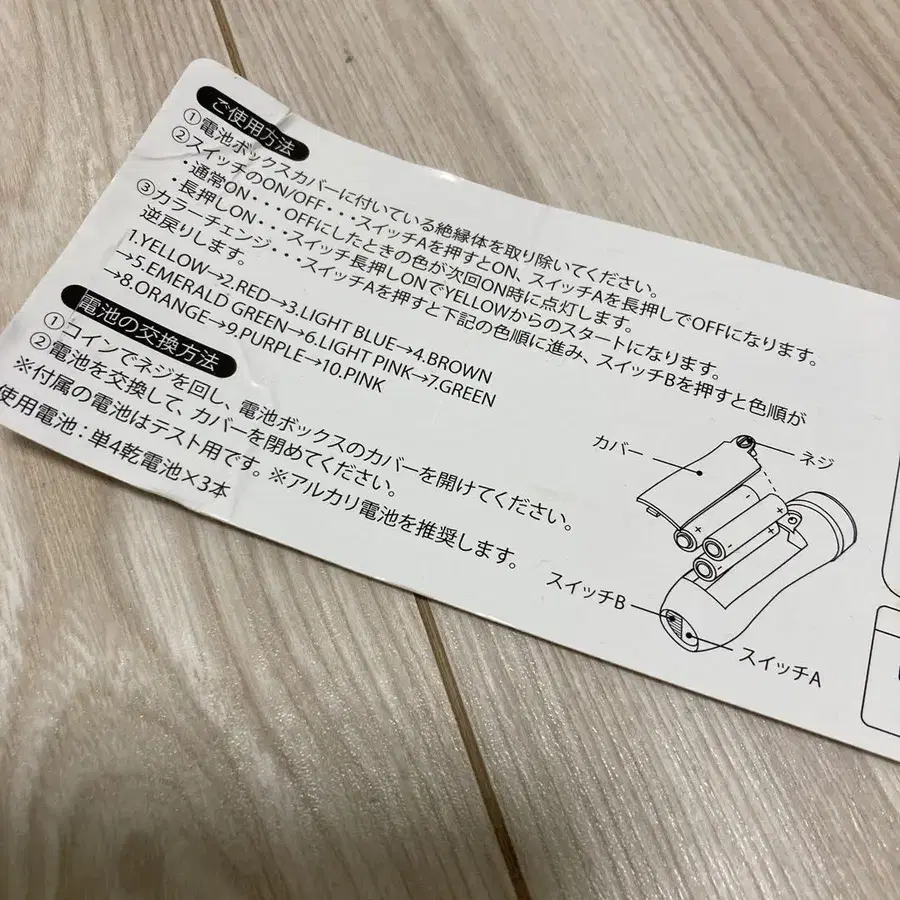 ご使用方法
①電池ボックスカバーに付いている絶縁体を取り除いてください。
②スイッチのON/OFF・・・スイッチAを押すとON、スイッチAを長押しでOFFになります。
・通常ON・・・OFFにしたときの色が次回ON時に点灯します。
・長押しON・・・スイッチ長押しONでYELLOWからのスタートになります。
③カラーチェンジ・・・スイッチAを押すと下記の色順に進み、スイッチBを押すと色順が
逆戻りします。
1.YELLOW→2.RED→3.LIGHT BLUE→4.BROWN
→5.EMERALD GREEN→6.LIGHT PINK→7.GREEN
→8.ORANGE→9.PURPLE→10.PINK
電池の交換方法
①コインでネジを回し、電池ボックスのカバーを開けてください。
②電池を交換して、カバーを閉めてください。
※付属の電池はテスト用です。※アルカリ電池を推奨します。
使用電池:単4乾電池×3本
カバー
ネジ
スイッチB
スイッチA